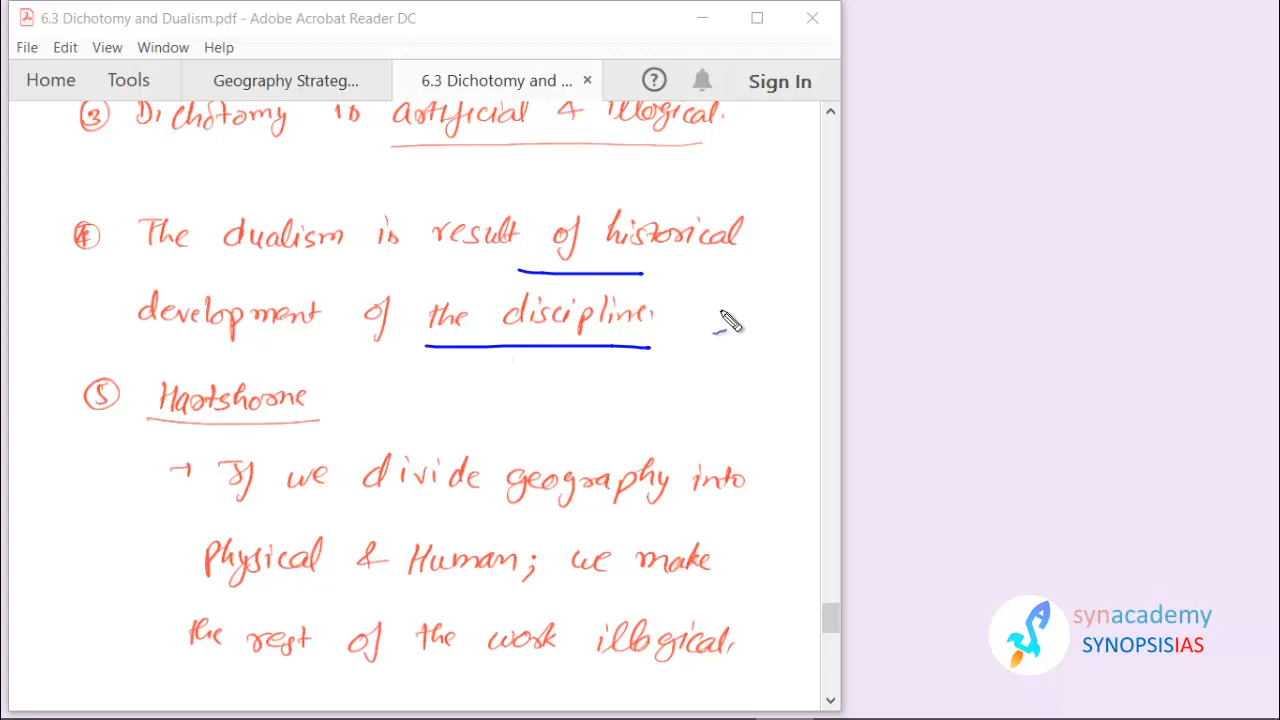 6.3 Dichotomy and Dualism.pdf - Adobe Acrobat Reader DC
File Edit View Window Help
Home Tools Geography Strateg... 6.3 Dichotomy and ... × ? Sign In
③ Dichotomy is artificial & illogical.
④ The dualism is result of historical
development of the discipline.
⑤ Hartshorne
→ If we divide geography into
Physical & Human; we make
the rest of the work illogical.
synacademy
SYNOPSISIAS